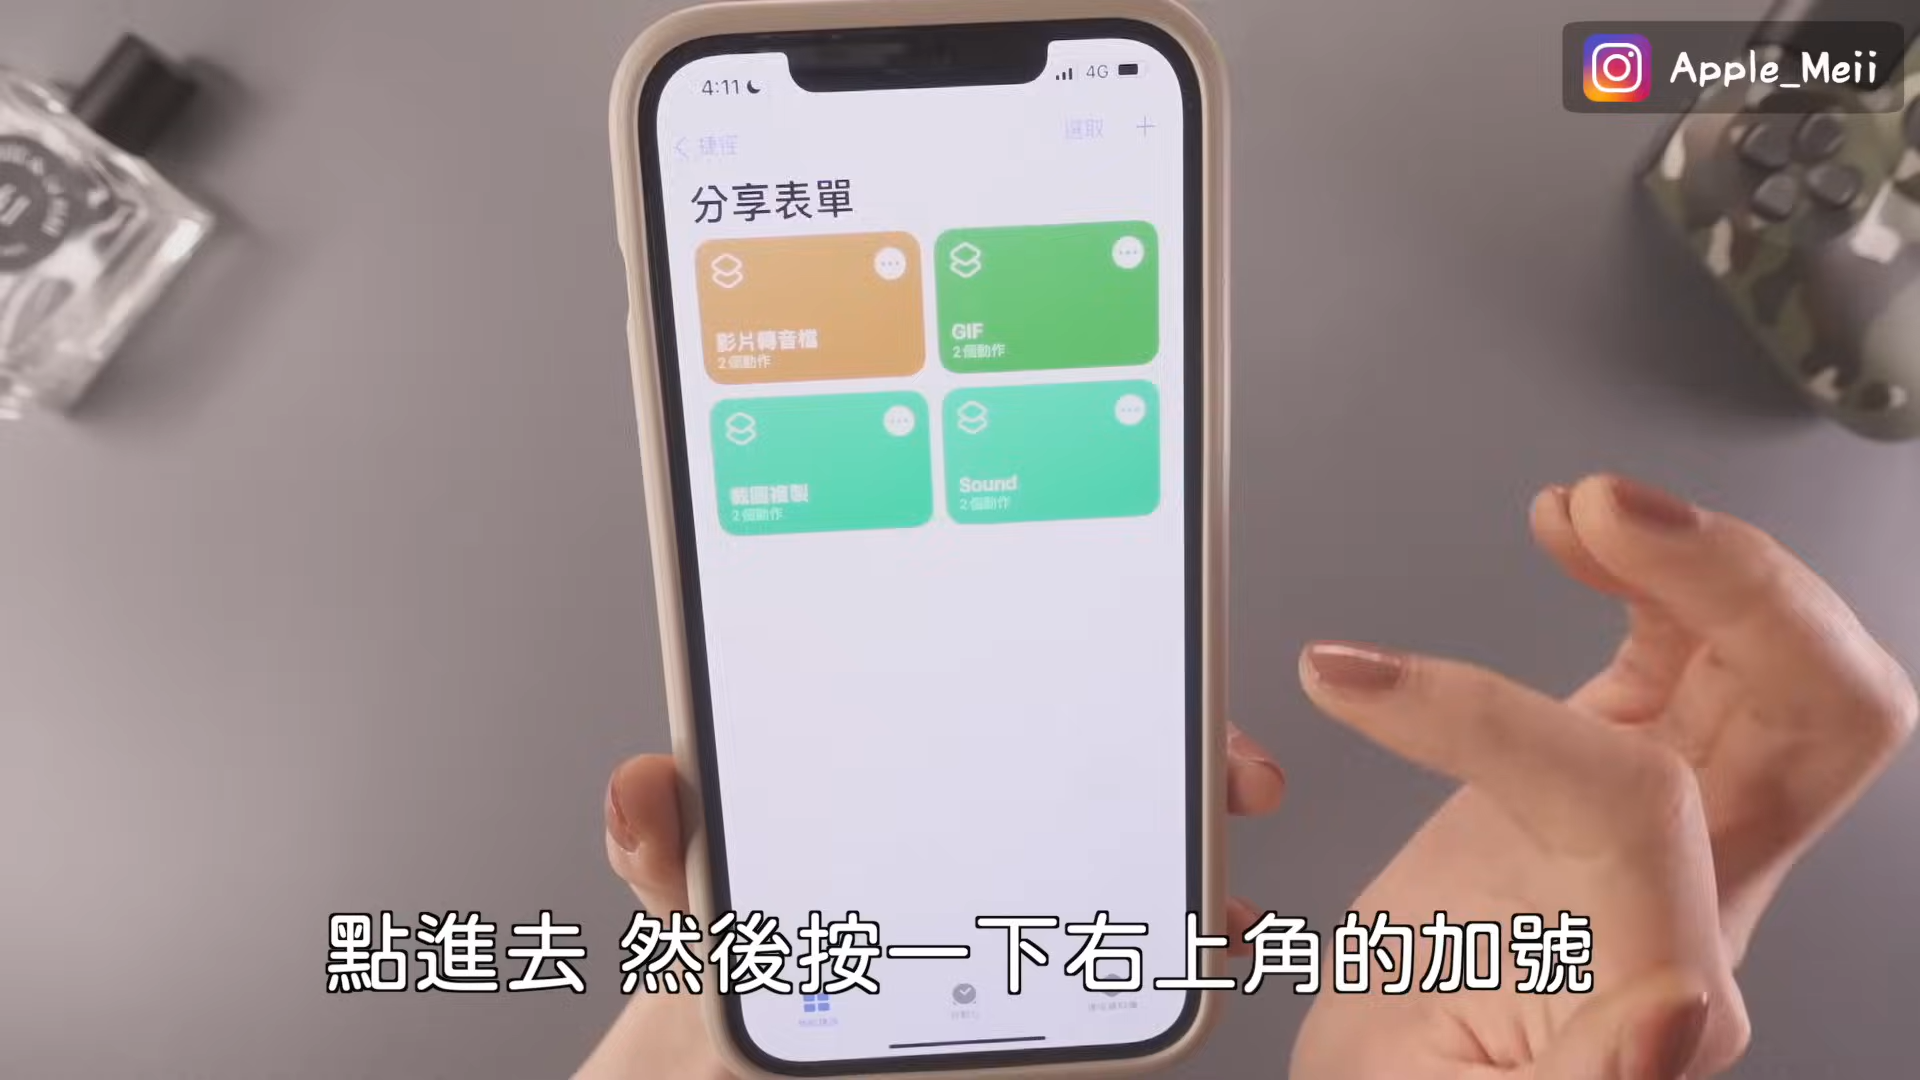 Apple_Meii
4:11
4G
捷徑
選取 +
分享表單
影片轉音檔
2 個動作
GIF
2 個動作
截圖複製
2 個動作
Sound
2 個動作
點進去 然後按一下右上角的加號